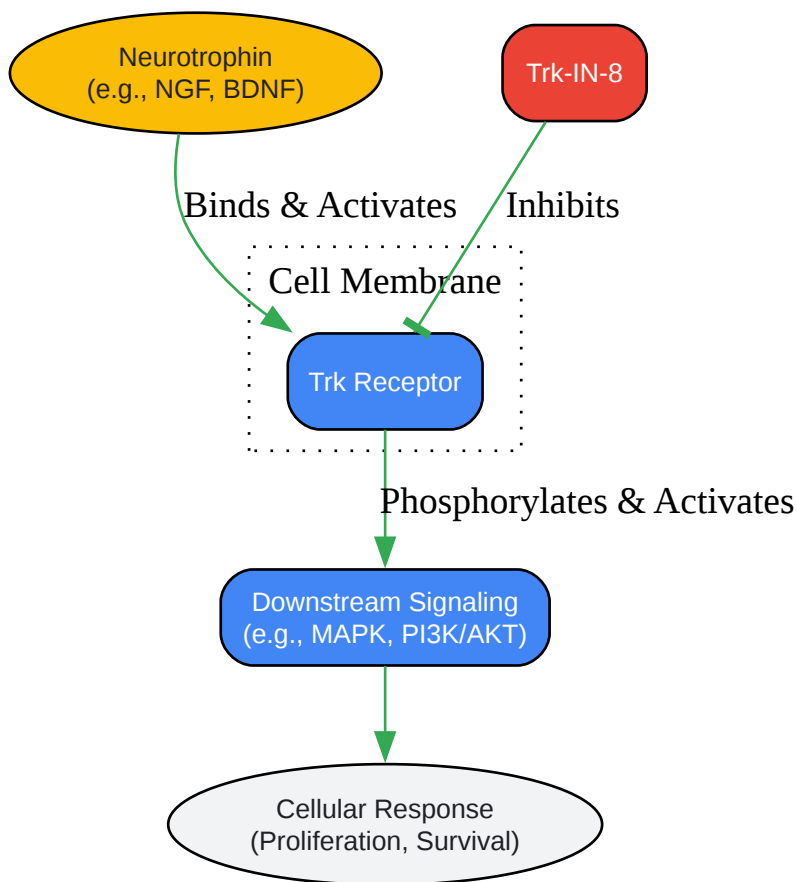 Neurotrophin
(e.g., NGF, BDNF)
Trk-IN-8
Binds & Activates
Inhibits
Cell Membrane
Trk Receptor
Phosphorylates & Activates
Downstream Signaling
(e.g., MAPK, PI3K/AKT)
Cellular Response
(Proliferation, Survival)